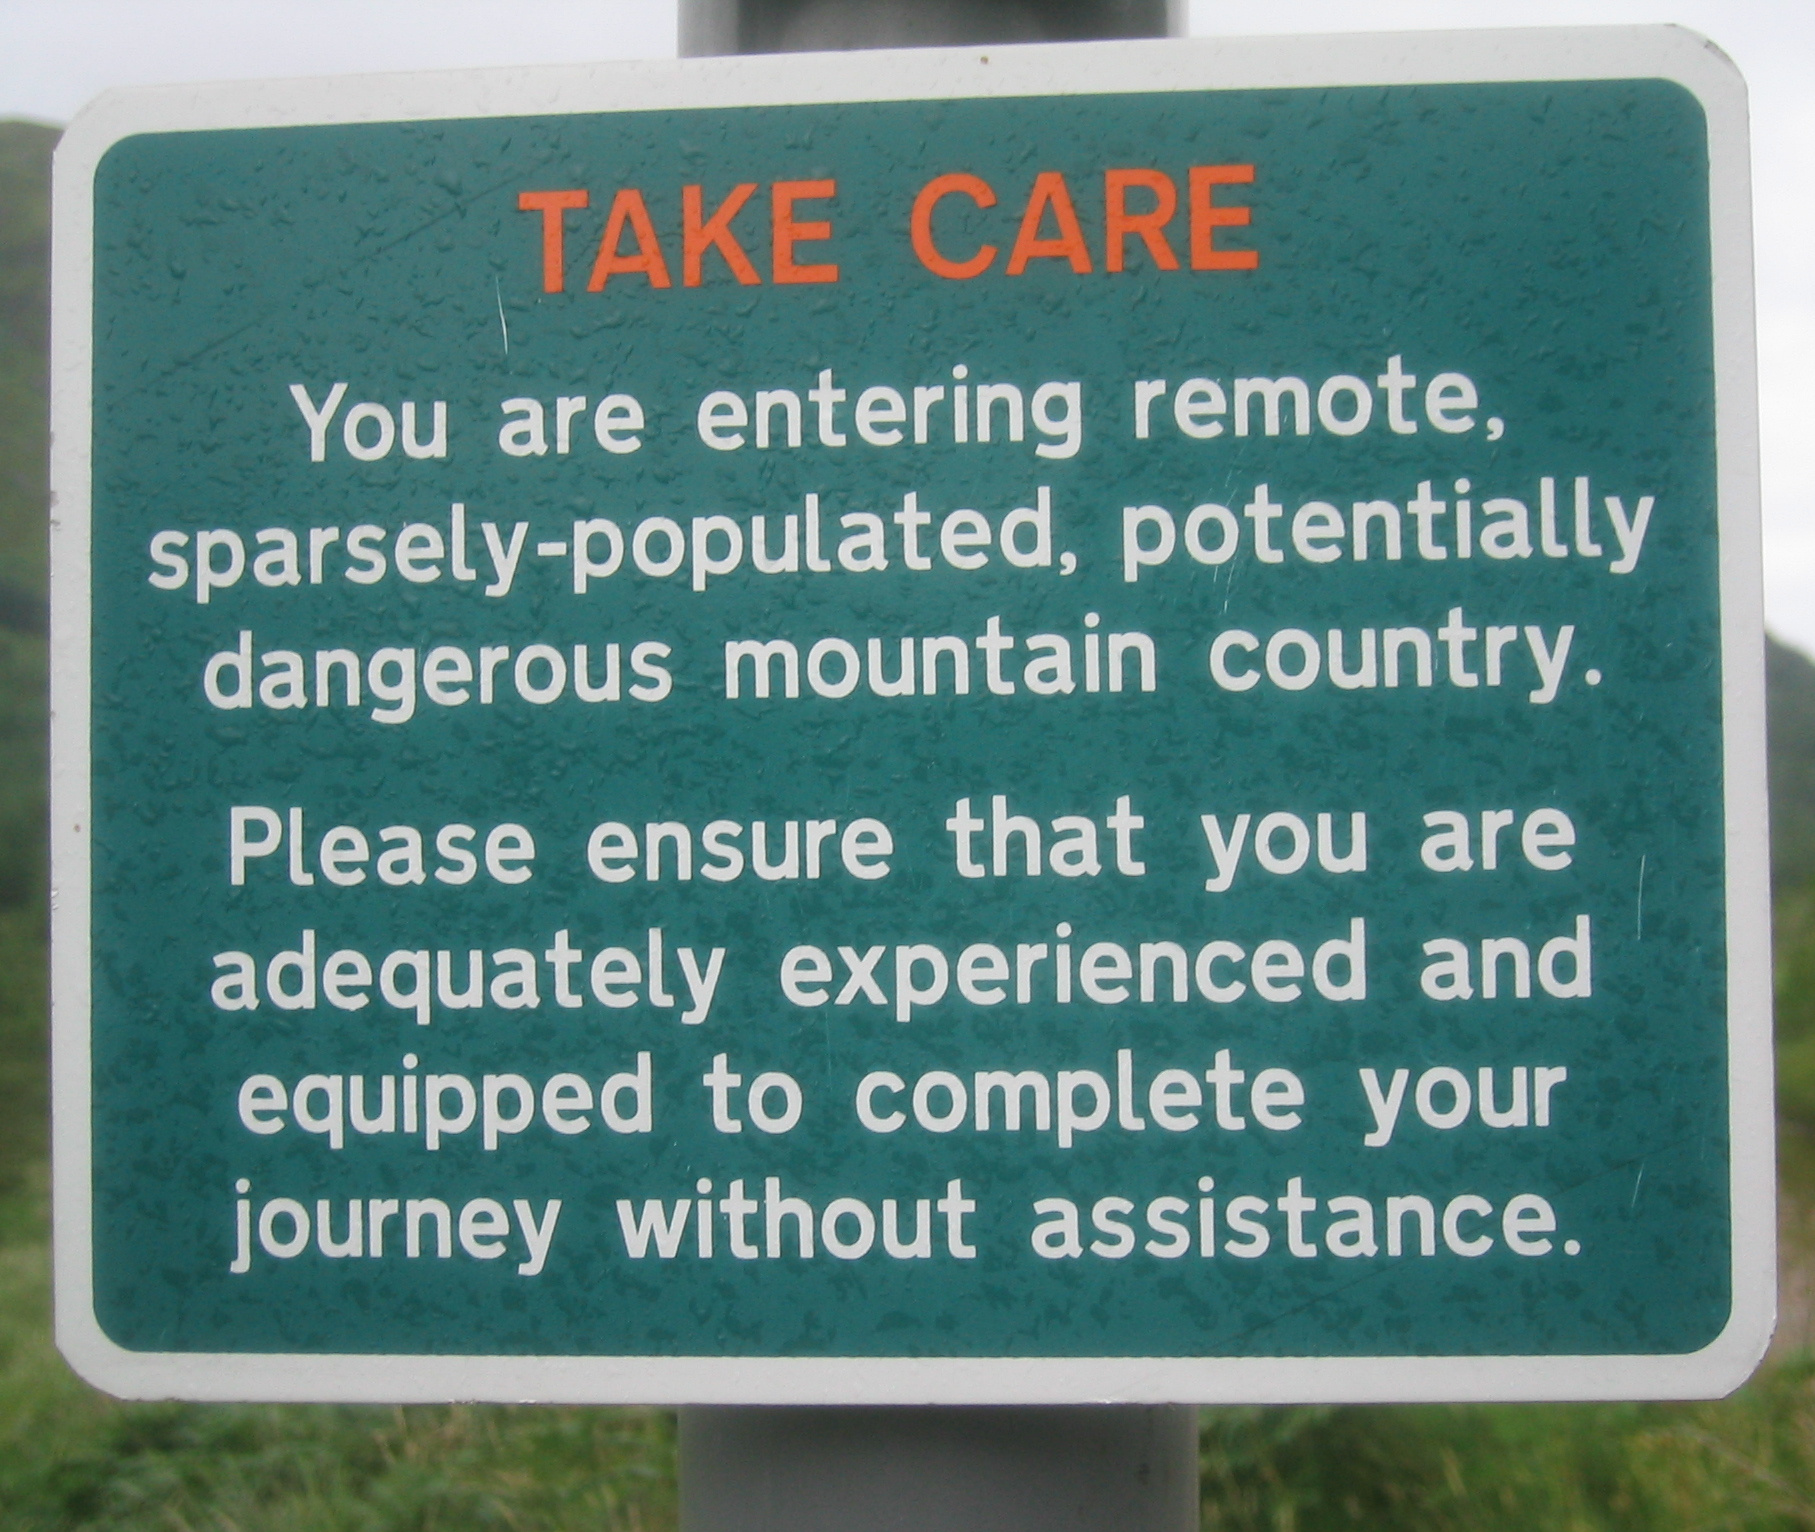 TAKE CARE
You are entering remote,
sparsely-populated, potentially
dangerous mountain country.
Please ensure that you are
adequately experienced and
equipped to complete your
journey without assistance.